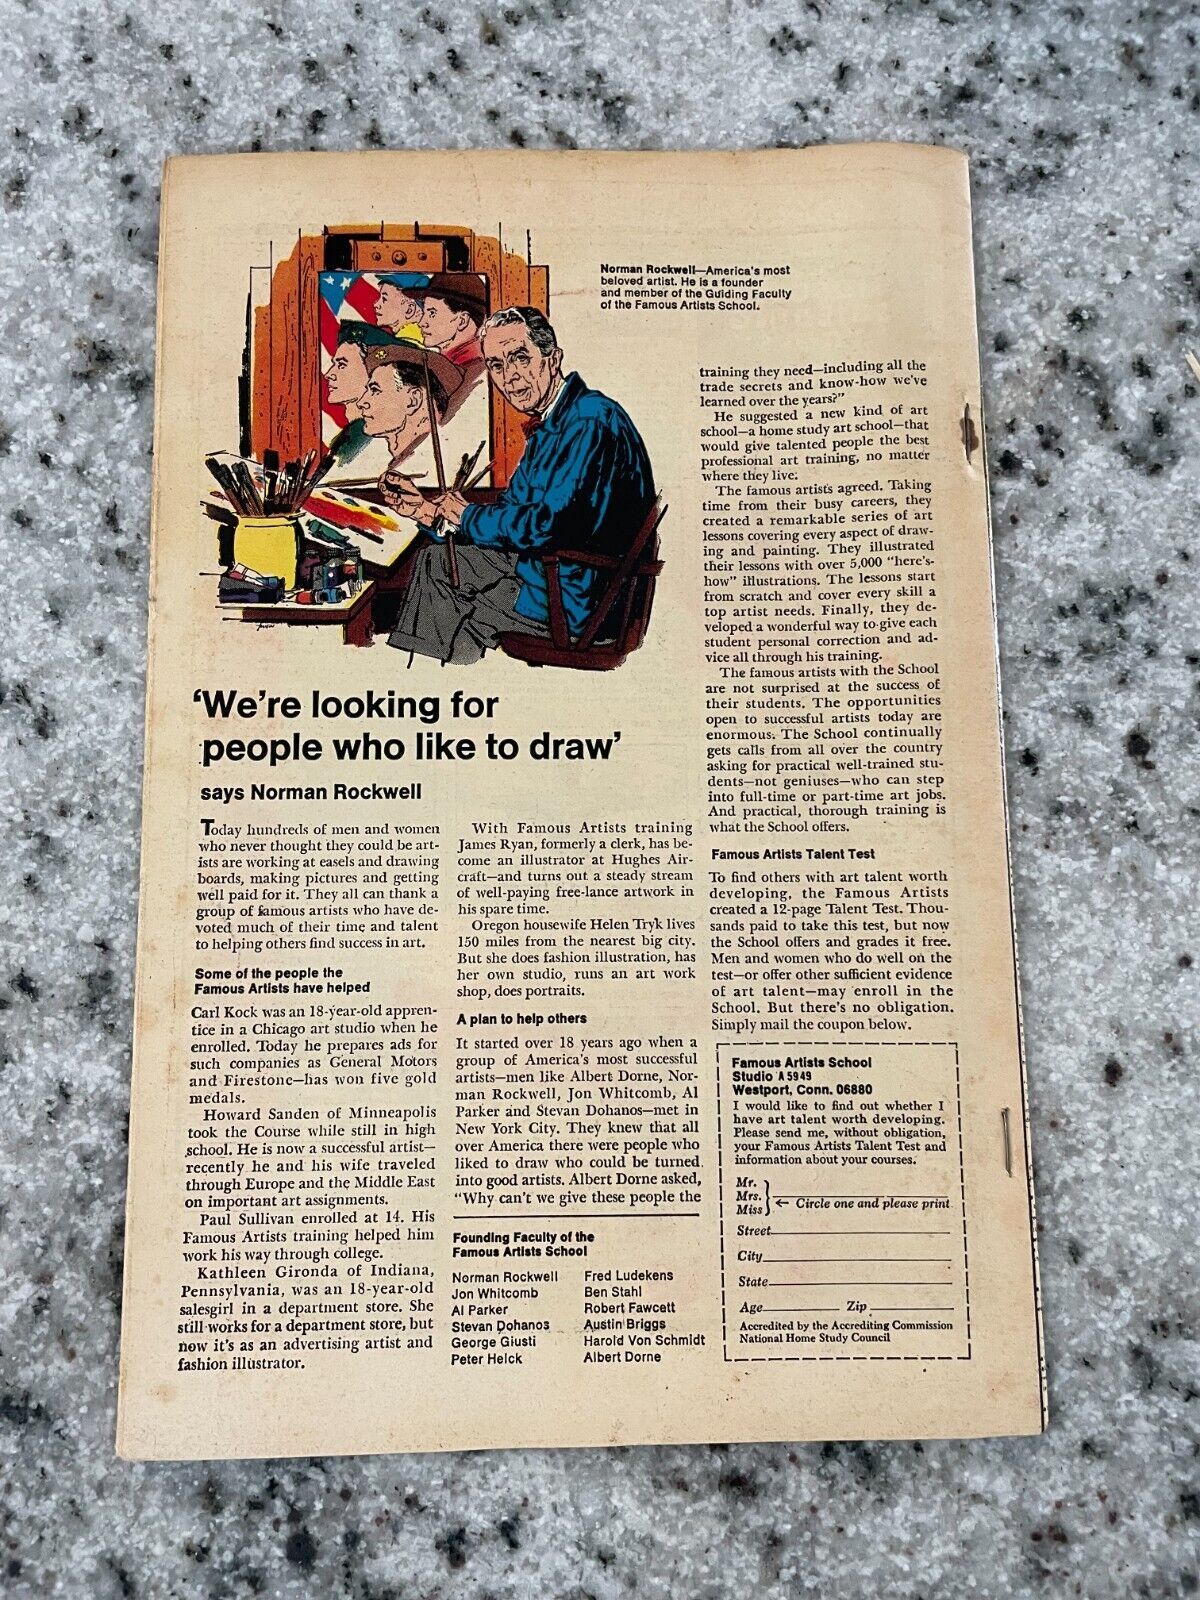 Norman Rockwell—America's most
beloved artist. He is a founder
and member of the Guiding Faculty
of the Famous Artists School.
'We're looking for
people who like to draw'
says Norman Rockwell
Today hundreds of men and women
who never thought they could be art-
ists are working at easels and drawing
boards, making pictures and getting
well paid for it. They all can thank a
group of famous artists who have de-
voted much of their time and talent
to helping others find success in art.
Some of the people the
Famous Artists have helped
Carl Kock was an 18-year-old appren-
tice in a Chicago art studio when he
enrolled. Today he prepares ads for
such companies as General Motors
and Firestone—has won five gold
medals.
Howard Sanden of Minneapolis
took the Course while still in high
school. He is now a successful artist—
recently he and his wife traveled
through Europe and the Middle East
on important art assignments.
Paul Sullivan enrolled at 14. His
Famous Artists training helped him
work his way through college.
Kathleen Gironda of Indiana,
Pennsylvania, was an 18-year-old
salesgirl in a department store. She
still works for a department store, but
now it's as an advertising artist and
fashion illustrator.
With Famous Artists training
James Ryan, formerly a clerk, has be-
come an illustrator at Hughes Air-
craft—and turns out a steady stream
of well-paying free-lance artwork in
his spare time.
Oregon housewife Helen Tryk lives
150 miles from the nearest big city.
But she does fashion illustration, has
her own studio, runs an art work
shop, does portraits.
A plan to help others
It started over 18 years ago when a
group of America's most successful
artists—men like Albert Dorne, Nor-
man Rockwell, Jon Whitcomb, Al
Parker and Stevan Dohanos—met in
New York City. They knew that all
over America there were people who
liked to draw who could be turned
into good artists. Albert Dorne asked,
"Why can't we give these people the
Founding Faculty of the
Famous Artists School
Norman Rockwell
Jon Whitcomb
Al Parker
Stevan Dohanos
George Giusti
Peter Helck
Fred Ludekens
Ben Stahl
Robert Fawcett
Austin Briggs
Harold Von Schmidt
Albert Dorne
training they need—including all the
trade secrets and know-how we've
learned over the years?"
He suggested a new kind of art
school—a home study art school—that
would give talented people the best
professional art training, no matter
where they live.
The famous artists agreed. Taking
time from their busy careers, they
created a remarkable series of art
lessons covering every aspect of draw-
ing and painting. They illustrated
their lessons with over 5,000 "here's-
how" illustrations. The lessons start
from scratch and cover every skill a
top artist needs. Finally, they de-
veloped a wonderful way to give each
student personal correction and ad-
vice all through his training.
The famous artists with the School
are not surprised at the success of
their students. The opportunities
open to successful artists today are
enormous. The School continually
gets calls from all over the country
asking for practical well-trained stu-
dents—not geniuses—who can step
into full-time or part-time art jobs.
And practical, thorough training is
what the School offers.
Famous Artists Talent Test
To find others with art talent worth
developing, the Famous Artists
created a 12-page Talent Test. Thou-
sands paid to take this test, but now
the School offers and grades it free.
Men and women who do well on the
test—or offer other sufficient evidence
of art talent—may enroll in the
School. But there's no obligation.
Simply mail the coupon below.
Famous Artists School
Studio A5949
Westport, Conn. 06880
I would like to find out whether I
have art talent worth developing.
Please send me, without obligation,
your Famous Artists Talent Test and
information about your courses.
Mr.
Mrs.
Miss
← Circle one and please print
Street
City
State
Age Zip
Accredited by the Accrediting Commission
National Home Study Council